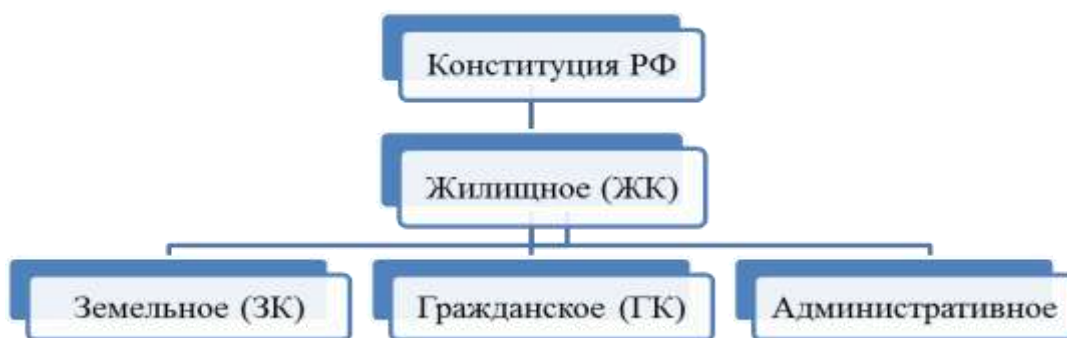 Конституция РФ
Жилищное (ЖК)
Земельное (ЗК)
Гражданское (ГК)
Административное